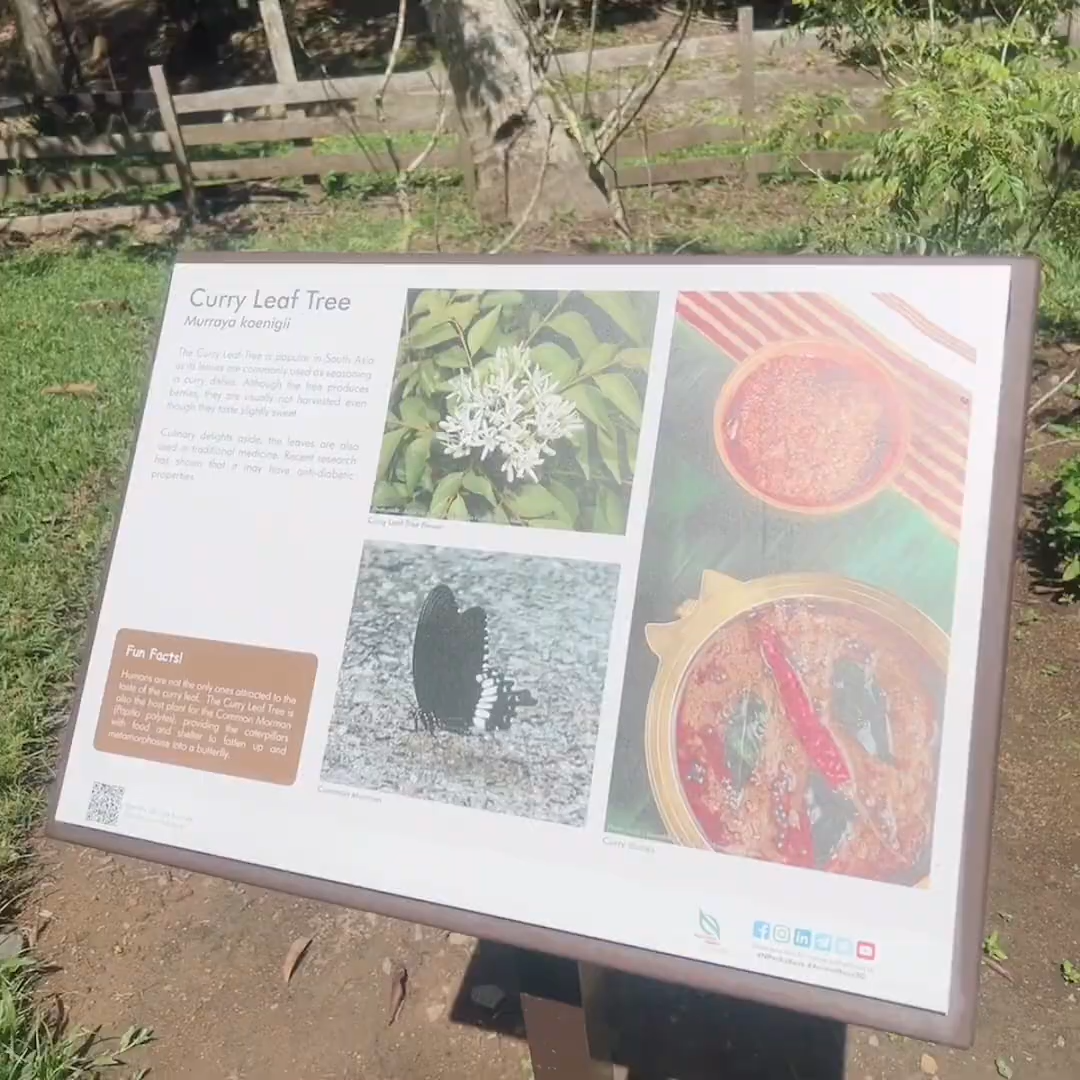 Curry Leaf Tree
Murraya koenigii
The Curry Leaf Tree is popular in South Asia
as its leaves are commonly used as seasoning
in curry dishes. Although the tree produces
berries, they are usually not harvested even
though they taste slightly sweet.
Culinary delights aside, the leaves are also
used in traditional medicine. Recent research
has shown that it may have anti-diabetic
properties.
Curry Leaf Tree flower
Common Mormon
Curry dishes
Fun Facts!
Humans are not the only ones attracted to the
taste of the curry leaf. The Curry Leaf Tree is
also the host plant for the Common Mormon
(Papilio polytes), providing the caterpillars
with food and shelter to fatten up and
metamorphose into a butterfly.